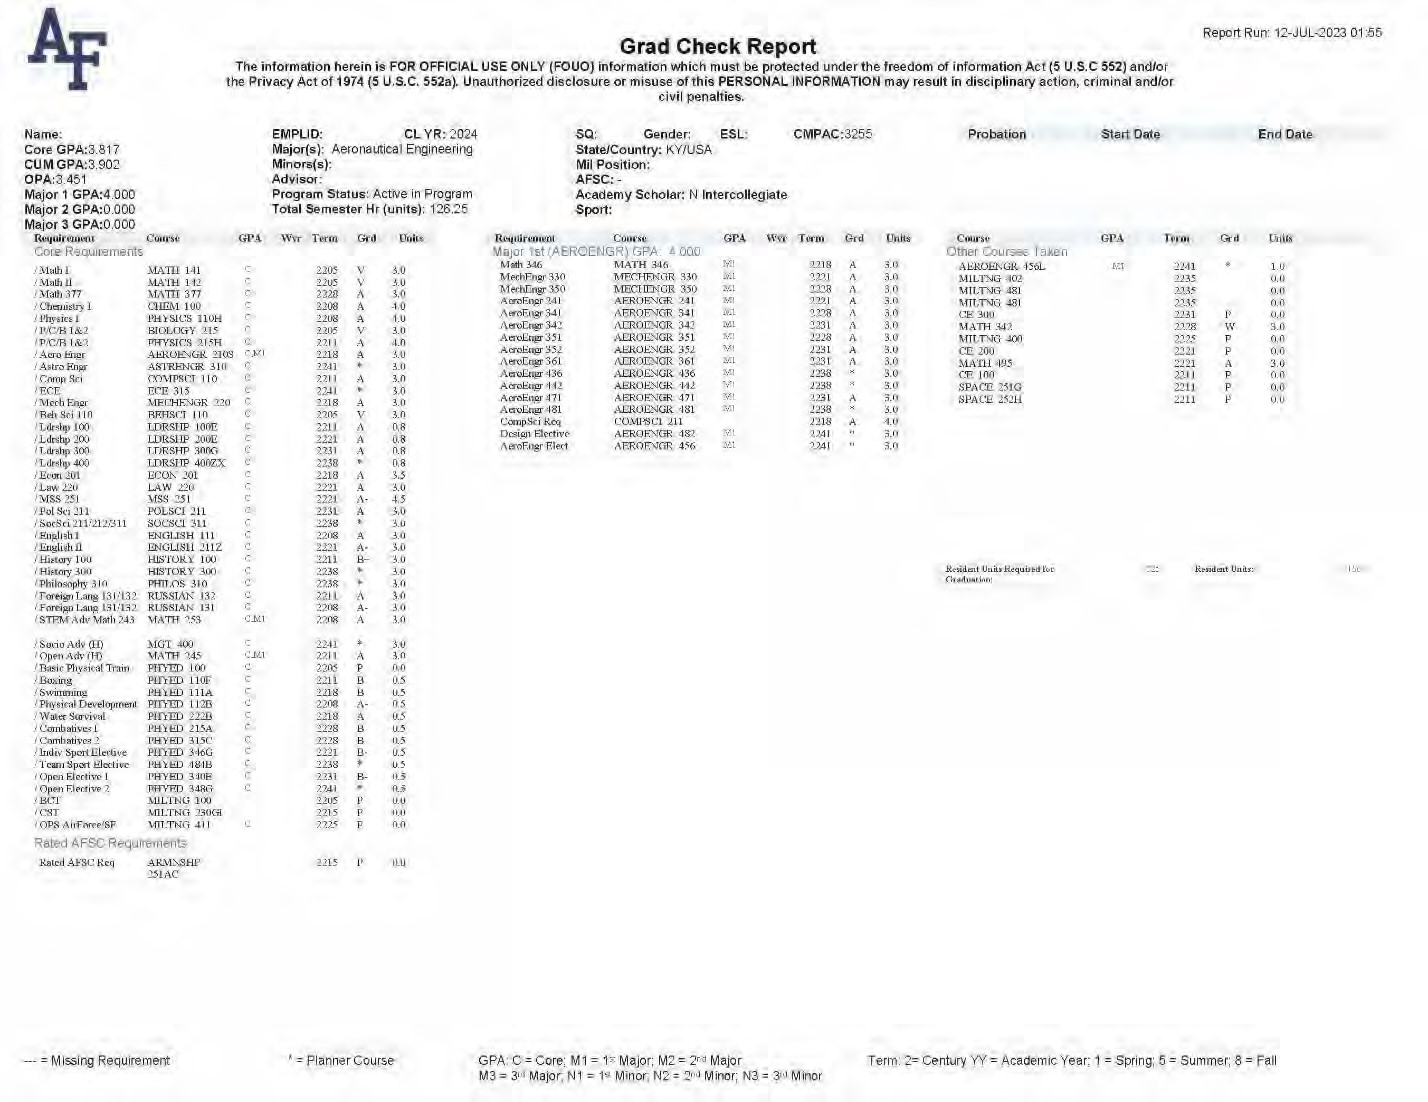 AF
Report Run: 12-JUL-2023 01:55
Grad Check Report
The information herein is FOR OFFICIAL USE ONLY (FOUO) information which must be protected under the freedom of information Act (5 U.S.C 552) and/or
the Privacy Act of 1974 (5 U.S.C. 552a). Unauthorized disclosure or misuse of this PERSONAL INFORMATION may result in disciplinary action, criminal and/or
civil penalties.
Name:
Core GPA:3.817
CUM GPA:3.902
OPA:3.451
Major 1 GPA:4.000
Major 2 GPA:0.000
Major 3 GPA:0.000
EMPLID: CL YR: 2024
Major(s): Aeronautical Engineering
Minors(s):
Advisor:
Program Status: Active in Program
Total Semester Hr (units): 126.25
SQ: Gender: ESL: CMPAC:3255
State/Country: KY/USA
Mil Position:
AFSC: -
Academy Scholar: N Intercollegiate
Sport:
Probation Start Date End Date
Requirement Course GPA Wvr Term Grd Units
Core Requirements
/ Math I MATH 141 C 2205 V 3.0
/ Math II MATH 142 C 2205 V 3.0
/ Math 377 MATH 377 C 2228 A 3.0
/ Chemistry I CHEM 100 C 2208 A 4.0
/ Physics I PHYSICS 110H C 2208 A 4.0
/ P/C/B 1&2 BIOLOGY 215 C 2205 V 3.0
/ P/C/B 1&2 PHYSICS 215H C 2211 A 4.0
/ Aero Engr AEROENGR 210S C,M1 2218 A 3.0
/ Astro Engr ASTRENGR 310 C 2241 * 3.0
/ Comp Sci COMPSCI 110 C 2211 A 3.0
/ ECE ECE 315 C 2241 * 3.0
/ Mech Engr MECHENGR 220 C 2218 A 3.0
/ Beh Sci 110 BEHSCI 110 C 2205 V 3.0
/ Ldrshp 100 LDRSHP 100E C 2211 A 0.8
/ Ldrshp 200 LDRSHP 200E C 2221 A 0.8
/ Ldrshp 300 LDRSHP 300G C 2231 A 0.8
/ Ldrshp 400 LDRSHP 400ZX C 2238 * 0.8
/ Econ 201 ECON 201 C 2218 A 3.5
/ Law 220 LAW 220 C 2221 A 3.0
/ MSS 251 MSS 251 C 2221 A- 4.5
/ Pol Sci 211 POLSCI 211 C 2231 A 3.0
/ SocSci 211/212/311 SOCSCI 311 C 2238 * 3.0
/ English I ENGLISH 111 C 2208 A 3.0
/ English II ENGLISH 211Z C 2221 A- 3.0
/ History 100 HISTORY 100 C 2211 B+ 3.0
/ History 300 HISTORY 300 C 2238 * 3.0
/ Philosophy 310 PHILOS 310 C 2238 * 3.0
/ Foreign Lang 131/132 RUSSIAN 132 C 2211 A 3.0
/ Foreign Lang 131/132 RUSSIAN 131 C 2208 A- 3.0
/ STEM Adv Math 243 MATH 253 C,M1 2208 A 3.0
/ Socio Adv (H) MGT 400 C 2241 * 3.0
/ Open Adv (H) MATH 245 C,M1 2211 A 3.0
/ Basic Physical Train PHYED 100 C 2205 P 0.0
/ Boxing PHYED 110F C 2211 B 0.5
/ Swimming PHYED 111A C 2218 B 0.5
/ Physical Development PHYED 112B C 2208 A- 0.5
/ Water Survival PHYED 222B C 2218 A 0.5
/ Combatives 1 PHYED 215A C 2228 B 0.5
/ Combatives 2 PHYED 315C C 2228 B 0.5
/ Indiv Sport Elective PHYED 346G C 2221 B- 0.5
/ Team Sport Elective PHYED 484B C 2238 * 0.5
/ Open Elective 1 PHYED 340E C 2231 B- 0.5
/ Open Elective 2 PHYED 348G C 2241 * 0.5
/ BCT MILTNG 100 2205 P 0.0
/ CST MILTNG 230GI 2215 P 0.0
/ OPS AirForce/SF MILTNG 411 C 2225 P 0.0
Rated AFSC Requirements
Rated AFSC Req ARMNSHP 2215 P 0.0
251AC
Requirement Course GPA Wvr Term Grd Units
Major 1st (AEROENGR) GPA: 4.000
Math 346 MATH 346 M1 2218 A 3.0
MechEngr 330 MECHENGR 330 M1 2221 A 3.0
MechEngr 350 MECHENGR 350 M1 2228 A 3.0
AeroEngr 241 AEROENGR 241 M1 2221 A 3.0
AeroEngr 341 AEROENGR 341 M1 2228 A 3.0
AeroEngr 342 AEROENGR 342 M1 2231 A 3.0
AeroEngr 351 AEROENGR 351 M1 2228 A 3.0
AeroEngr 352 AEROENGR 352 M1 2231 A 3.0
AeroEngr 361 AEROENGR 361 M1 2231 A 3.0
AeroEngr 436 AEROENGR 436 M1 2238 * 3.0
AeroEngr 442 AEROENGR 442 M1 2238 * 3.0
AeroEngr 471 AEROENGR 471 M1 2231 A 3.0
AeroEngr 481 AEROENGR 481 M1 2238 * 3.0
CompSci Req COMPSCI 211 2218 A 4.0
Design Elective AEROENGR 482 M1 2241 * 3.0
AeroEngr Elect AEROENGR 456 M1 2241 * 3.0
Course GPA Term Grd Units
Other Courses Taken
AEROENGR 456L M1 2241 * 1.0
MILTNG 402 2235 0.0
MILTNG 481 2235 0.0
MILTNG 481 2235 0.0
CE 300 2231 P 0.0
MATH 342 2228 W 3.0
MILTNG 400 2225 P 0.0
CE 200 2221 P 0.0
MATH 495 2221 A 3.0
CE 100 2211 P 0.0
SPACE 251G 2211 P 0.0
SPACE 252H 2211 P 0.0
Resident Units Required for Resident Units:
Graduation:
--- = Missing Requirement
* = Planner Course
GPA: C = Core; M1 = 1st Major; M2 = 2nd Major
M3 = 3rd Major; N1 = 1st Minor; N2 = 2nd Minor; N3 = 3rd Minor
Term: 2= Century YY = Academic Year; 1 = Spring; 5 = Summer; 8 = Fall